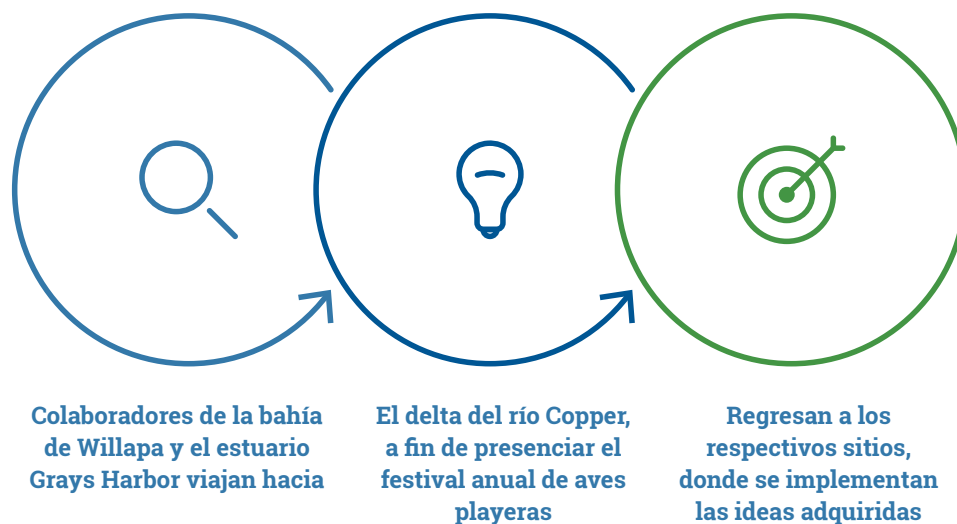 Colaboradores de la bahía
de Willapa y el estuario
Grays Harbor viajan hacia
El delta del río Copper,
a fin de presenciar el
festival anual de aves
playeras
Regresan a los
respectivos sitios,
donde se implementan
las ideas adquiridas